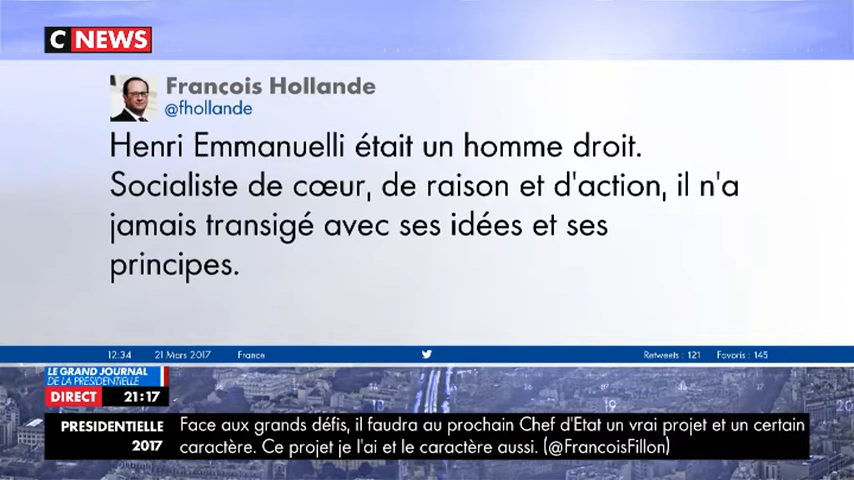 C NEWS
François Hollande
@fhollande
Henri Emmanuelli était un homme droit.
Socialiste de cœur, de raison et d'action, il n'a
jamais transigé avec ses idées et ses
principes.
12:34 21 Mars 2017 France Retweets : 121 Favoris : 145
LE GRAND JOURNAL
DE LA PRESIDENTIELLE
DIRECT 21:17
PRESIDENTIELLE
2017
Face aux grands défis, il faudra au prochain Chef d'Etat un vrai projet et un certain
caractère. Ce projet je l'ai et le caractère aussi. (@FrancoisFillon)